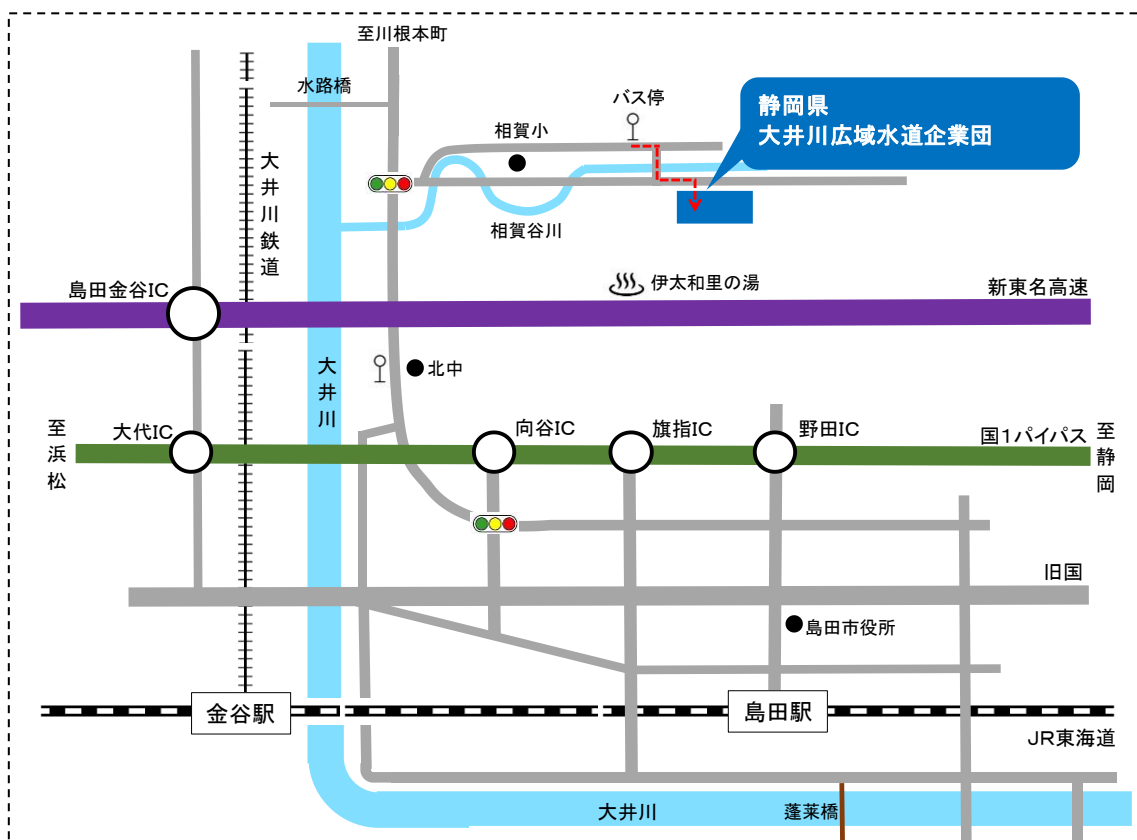 至川根本町
水路橋
バス停
静岡県
大井川広域水道企業団
相賀小
大井川鉄道
相賀谷川
島田金谷IC
伊太和里の湯
新東名高速
大井川
北中
至浜松
大代IC
向谷IC
旗指IC
野田IC
国1パイパス
至静岡
旧国
島田市役所
金谷駅
島田駅
JR東海道
大井川
蓬莱橋